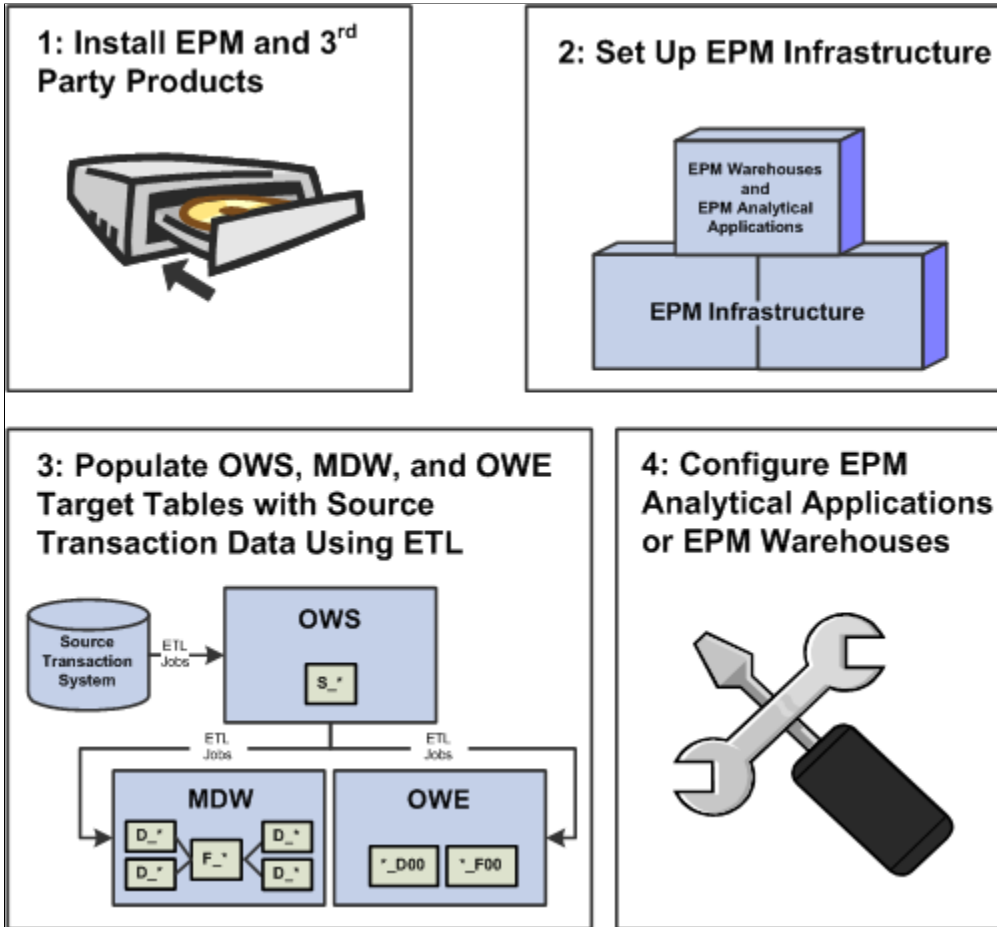 1: Install EPM and 3rd
Party Products
2: Set Up EPM Infrastructure
EPM Warehouses
and
EPM Analytical
Applications
EPM Infrastructure
3: Populate OWS, MDW, and OWE
Target Tables with Source
Transaction Data Using ETL
Source
Transaction
System
ETL
Jobs
OWS
S_*
ETL
Jobs
ETL
Jobs
MDW
D_*
D_*
F_*
D_*
D_*
OWE
*_D00
*_F00
4: Configure EPM
Analytical Applications
or EPM Warehouses